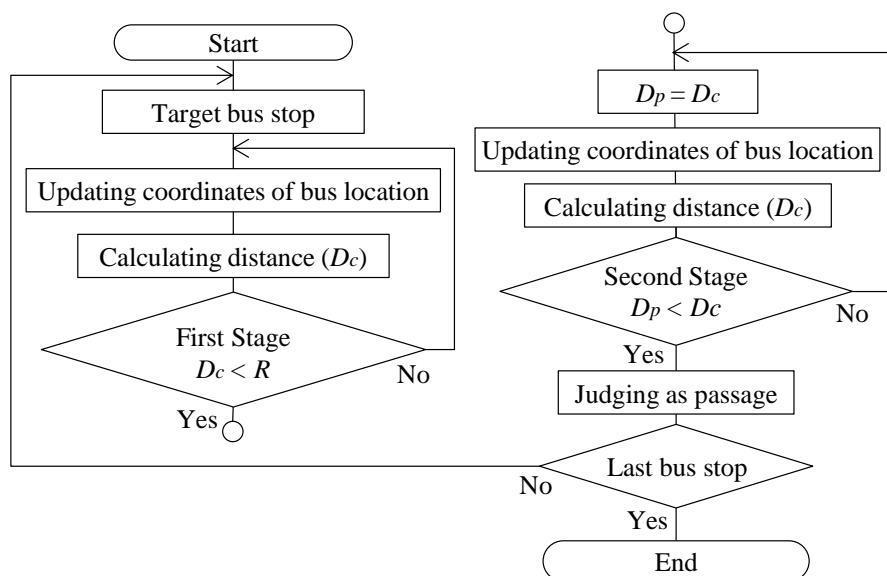 Start
Target bus stop
Updating coordinates of bus location
Calculating distance (Dc)
First Stage
Dc < R
No
Yes
Dp = Dc
Updating coordinates of bus location
Calculating distance (Dc)
Second Stage
Dp < Dc
No
Yes
Judging as passage
Last bus stop
No
Yes
End